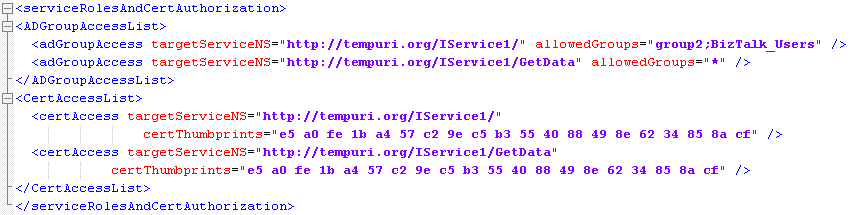 <serviceRolesAndCertAuthorization>
<ADGroupAccessList>
<adGroupAccess targetServiceNS="http://tempuri.org/IService1/" allowedGroups="group2;BizTalk_Users" />
<adGroupAccess targetServiceNS="http://tempuri.org/IService1/GetData" allowedGroups="*" />
</ADGroupAccessList>
<CertAccessList>
<certAccess targetServiceNS="http://tempuri.org/IService1/"
certThumbprints="e5 a0 fe 1b a4 57 c2 9e c5 b3 55 40 88 49 8e 62 34 85 8a cf" />
<certAccess targetServiceNS="http://tempuri.org/IService1/GetData"
certThumbprints="e5 a0 fe 1b a4 57 c2 9e c5 b3 55 40 88 49 8e 62 34 85 8a cf" />
</CertAccessList>
</serviceRolesAndCertAuthorization>